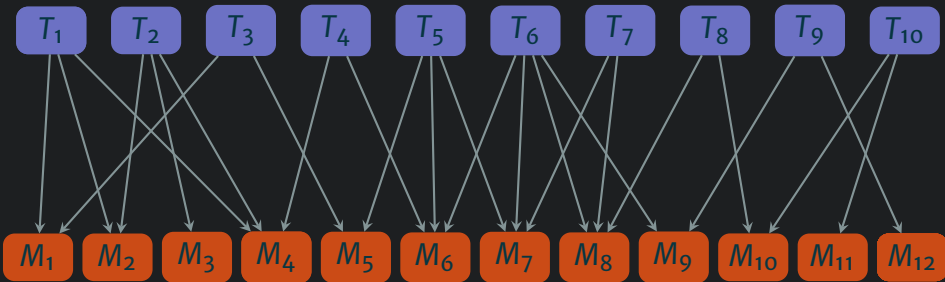 T₁ T₂ T₃ T₄ T₅ T₆ T₇ T₈ T₉ T₁₀
M₁ M₂ M₃ M₄ M₅ M₆ M₇ M₈ M₉ M₁₀ M₁₁ M₁₂